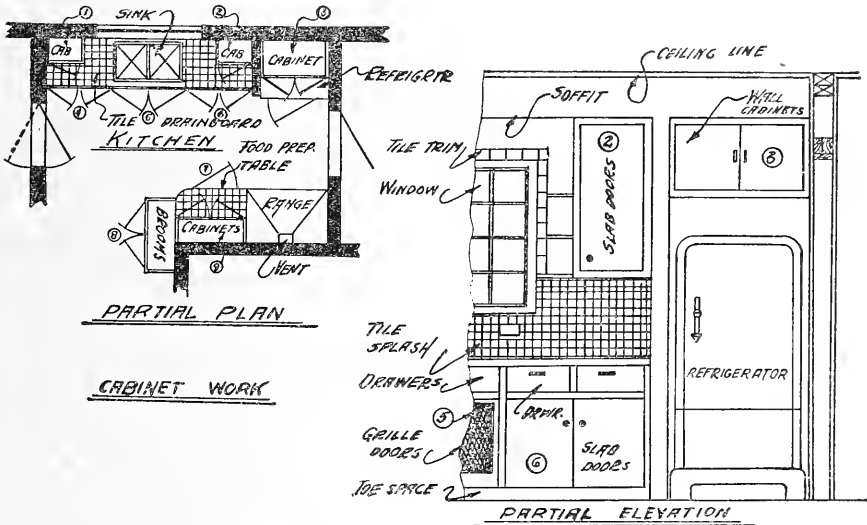 1
SINK
2
3
CAB
CAB
CABINET
REFRIGRTR
4
5
6
TILE DRAINBOARD
KITCHEN
7
FOOD PREP.
TABLE
RANGE
BROOMS
CABINETS
8
9
VENT
PARTIAL PLAN
CABINET WORK
CEILING LINE
SOFFIT
WALL
CABINETS
2
3
TILE TRIM
WINDOW
SLAB DOORS
TILE
SPLASH
DRAWERS
REFRIGERATOR
5
DRWR.
GRILLE
DOORS
6
SLAB
DOORS
TOE SPACE
PARTIAL ELEVATION